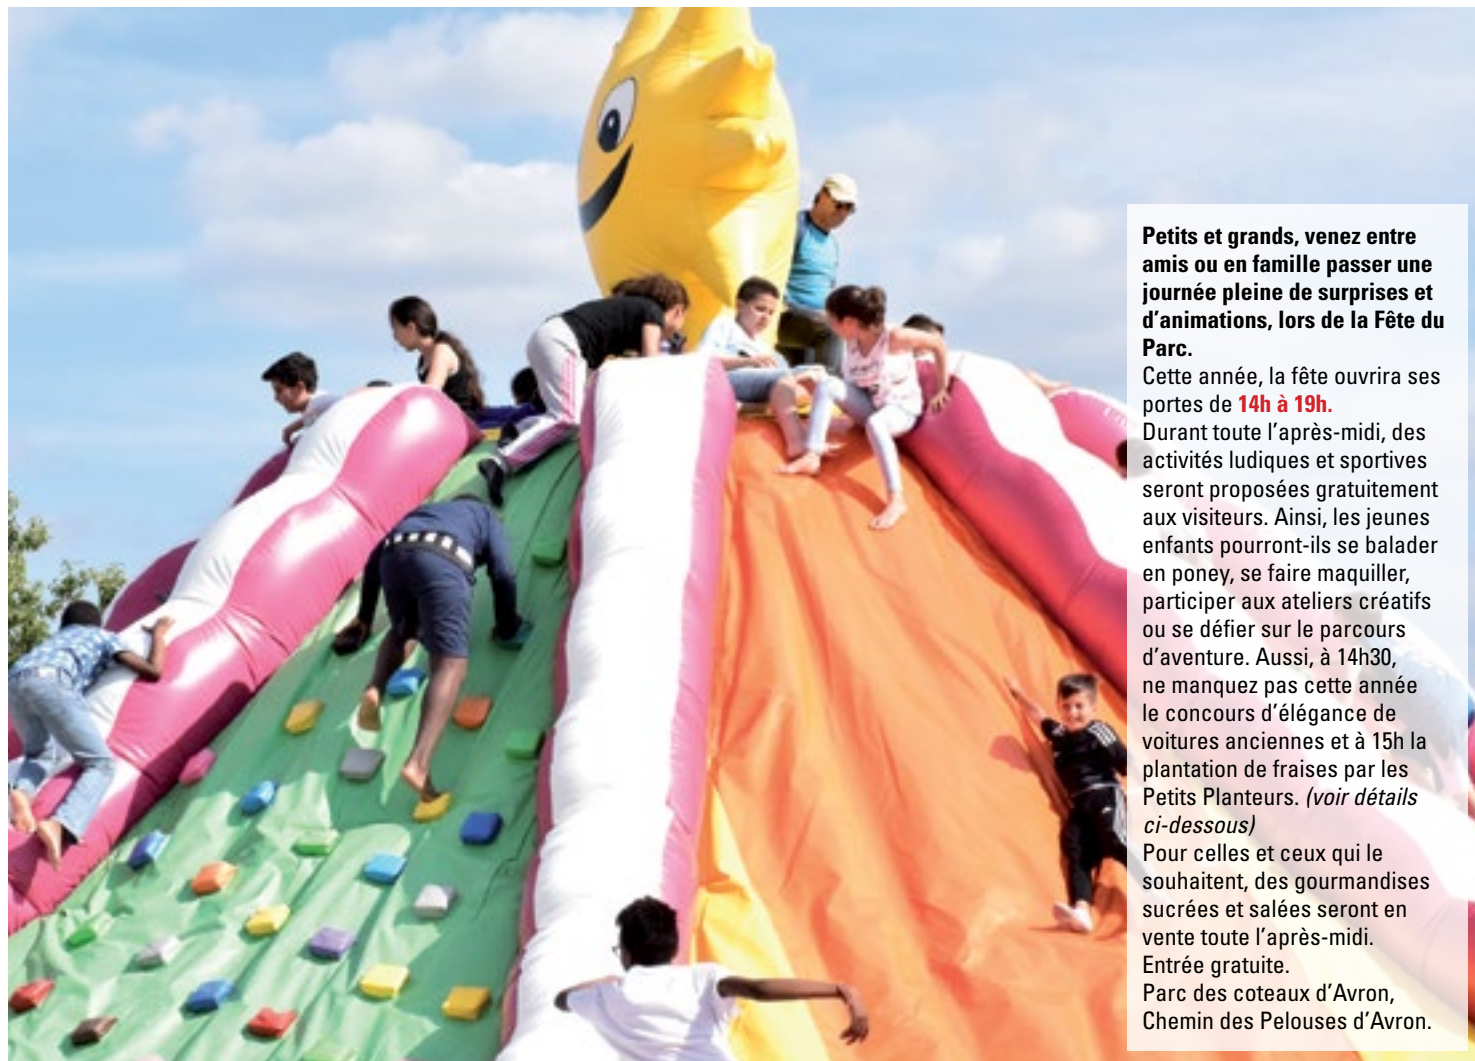 Petits et grands, venez entre
amis ou en famille passer une
journée pleine de surprises et
d'animations, lors de la Fête du
Parc.
Cette année, la fête ouvrira ses
portes de 14h à 19h.
Durant toute l'après-midi, des
activités ludiques et sportives
seront proposées gratuitement
aux visiteurs. Ainsi, les jeunes
enfants pourront-ils se balader
en poney, se faire maquiller,
participer aux ateliers créatifs
ou se défier sur le parcours
d'aventure. Aussi, à 14h30,
ne manquez pas cette année
le concours d'élégance de
voitures anciennes et à 15h la
plantation de fraises par les
Petits Planteurs. (voir détails
ci-dessous)
Pour celles et ceux qui le
souhaitent, des gourmandises
sucrées et salées seront en
vente toute l'après-midi.
Entrée gratuite.
Parc des coteaux d'Avron,
Chemin des Pelouses d'Avron.